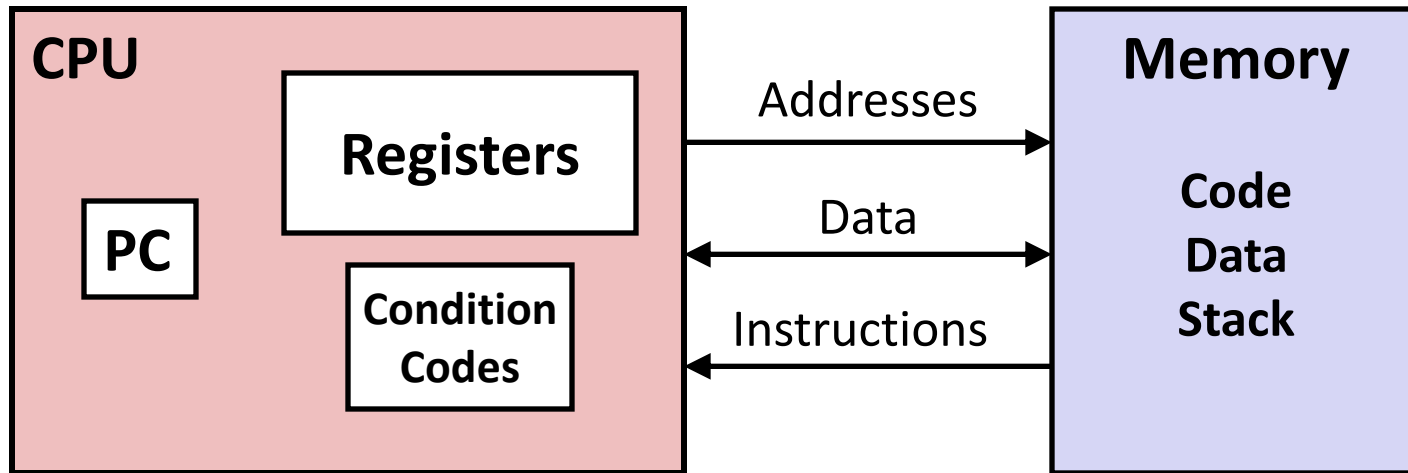 CPU
Registers
PC
Condition
Codes
Addresses
Data
Instructions
Memory
Code
Data
Stack